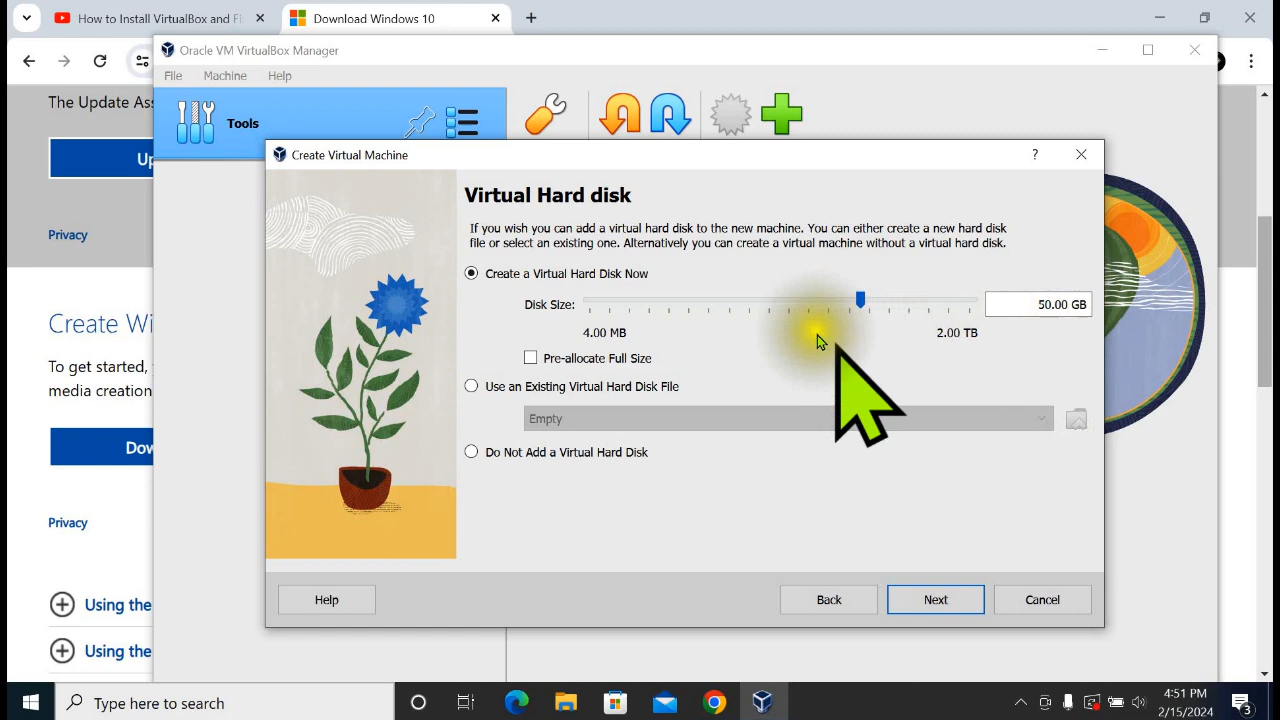 How to Install VirtualBox and Fi
Download Windows 10
Oracle VM VirtualBox Manager
File
Machine
Help
The Update Ass
Tools
Up
Create Virtual Machine
?
Virtual Hard disk
If you wish you can add a virtual hard disk to the new machine. You can either create a new hard disk
file or select an existing one. Alternatively you can create a virtual machine without a virtual hard disk.
Privacy
Create a Virtual Hard Disk Now
Disk Size:
50.00 GB
4.00 MB
2.00 TB
Create Wi
Pre-allocate Full Size
To get started,
media creation
Use an Existing Virtual Hard Disk File
Empty
Dow
Do Not Add a Virtual Hard Disk
Privacy
Help
Back
Next
Cancel
Using the
Using the
Type here to search
4:51 PM
2/15/2024
3